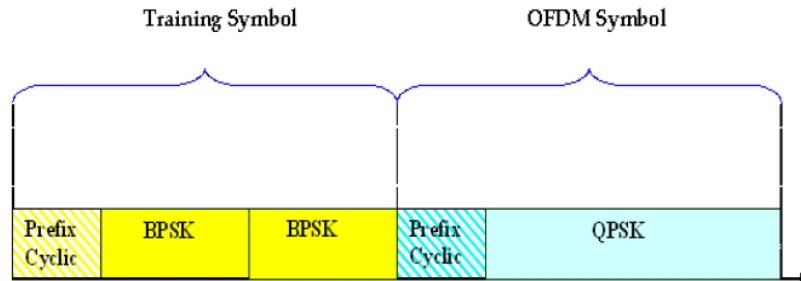 Training Symbol
OFDM Symbol
Prefix Cyclic
BPSK
BPSK
Prefix Cyclic
QPSK